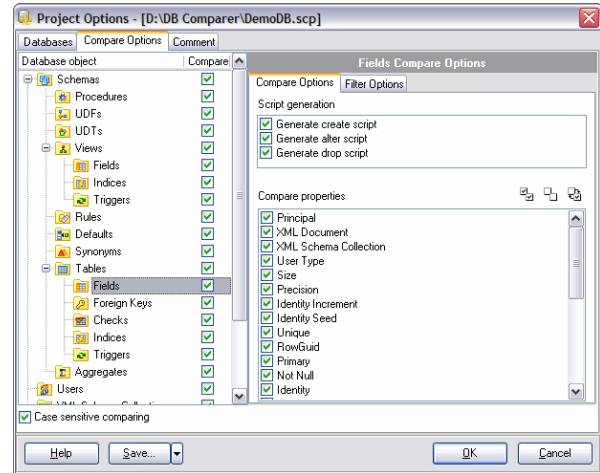 Project Options - [D:\DB Comparer\DemoDB.scp]
Databases Compare Options Comment
Database object Compare
Schemas
Procedures
UDFs
UDTs
Views
Fields
Indices
Triggers
Rules
Defaults
Synonyms
Tables
Fields
Foreign Keys
Checks
Indices
Triggers
Aggregates
Users
Fields Compare Options
Compare Options Filter Options
Script generation
Generate create script
Generate alter script
Generate drop script
Compare properties
Principal
XML Document
XML Schema Collection
User Type
Size
Precision
Identity Increment
Identity Seed
Unique
RowGuid
Primary
Not Null
Identity
Case sensitive comparing
Help Save... OK Cancel